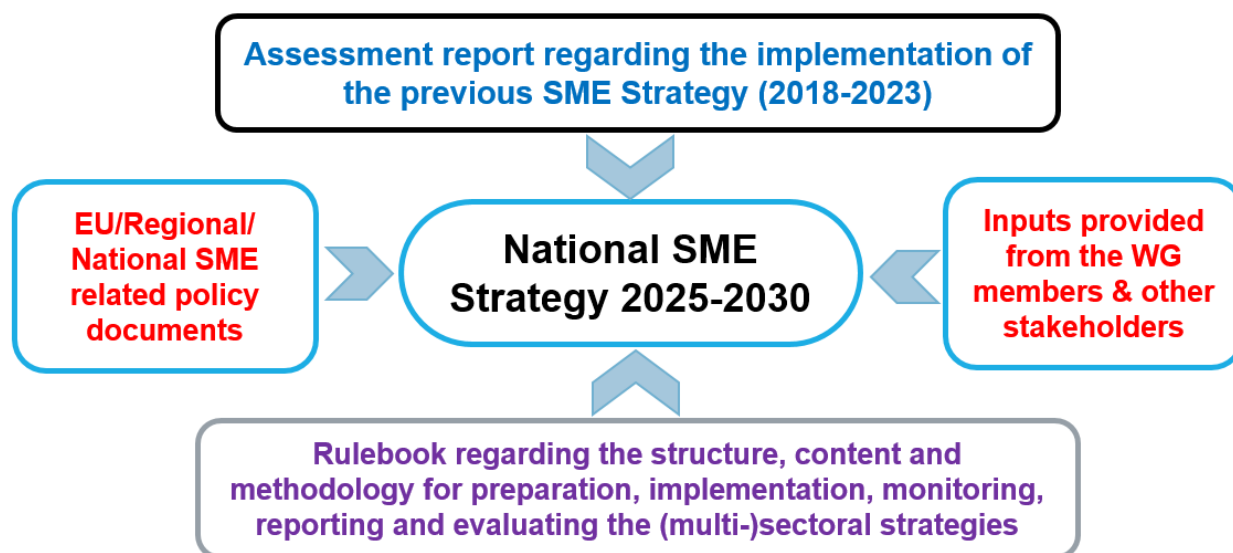 Assessment report regarding the implementation of
the previous SME Strategy (2018-2023)
EU/Regional/
National SME
related policy
documents
National SME
Strategy 2025-2030
Inputs provided
from the WG
members & other
stakeholders
Rulebook regarding the structure, content and
methodology for preparation, implementation, monitoring,
reporting and evaluating the (multi-)sectoral strategies